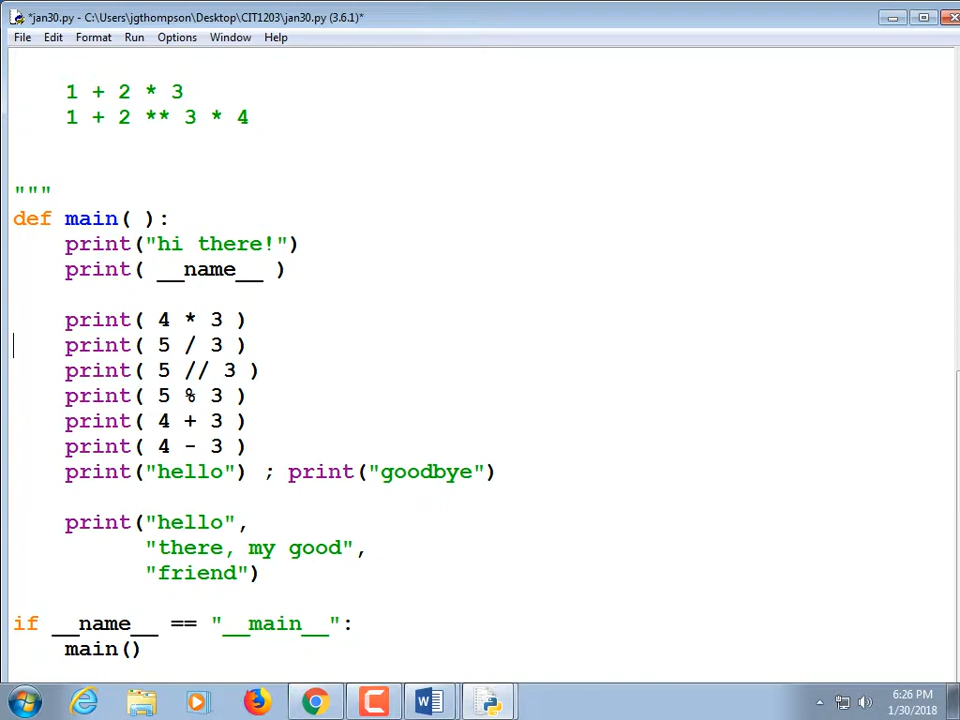 *jan30.py - C:\Users\jgthompson\Desktop\CIT1203\jan30.py (3.6.1)*
File Edit Format Run Options Window Help
1 + 2 * 3
1 + 2 ** 3 * 4
"""
def main( ):
    print("hi there!")
    print( __name__ )
    print( 4 * 3 )
    print( 5 / 3 )
    print( 5 // 3 )
    print( 5 % 3 )
    print( 4 + 3 )
    print( 4 - 3 )
    print("hello") ; print("goodbye")
    print("hello",
          "there, my good",
          "friend")
if __name__ == "__main__":
    main()
6:26 PM
1/30/2018